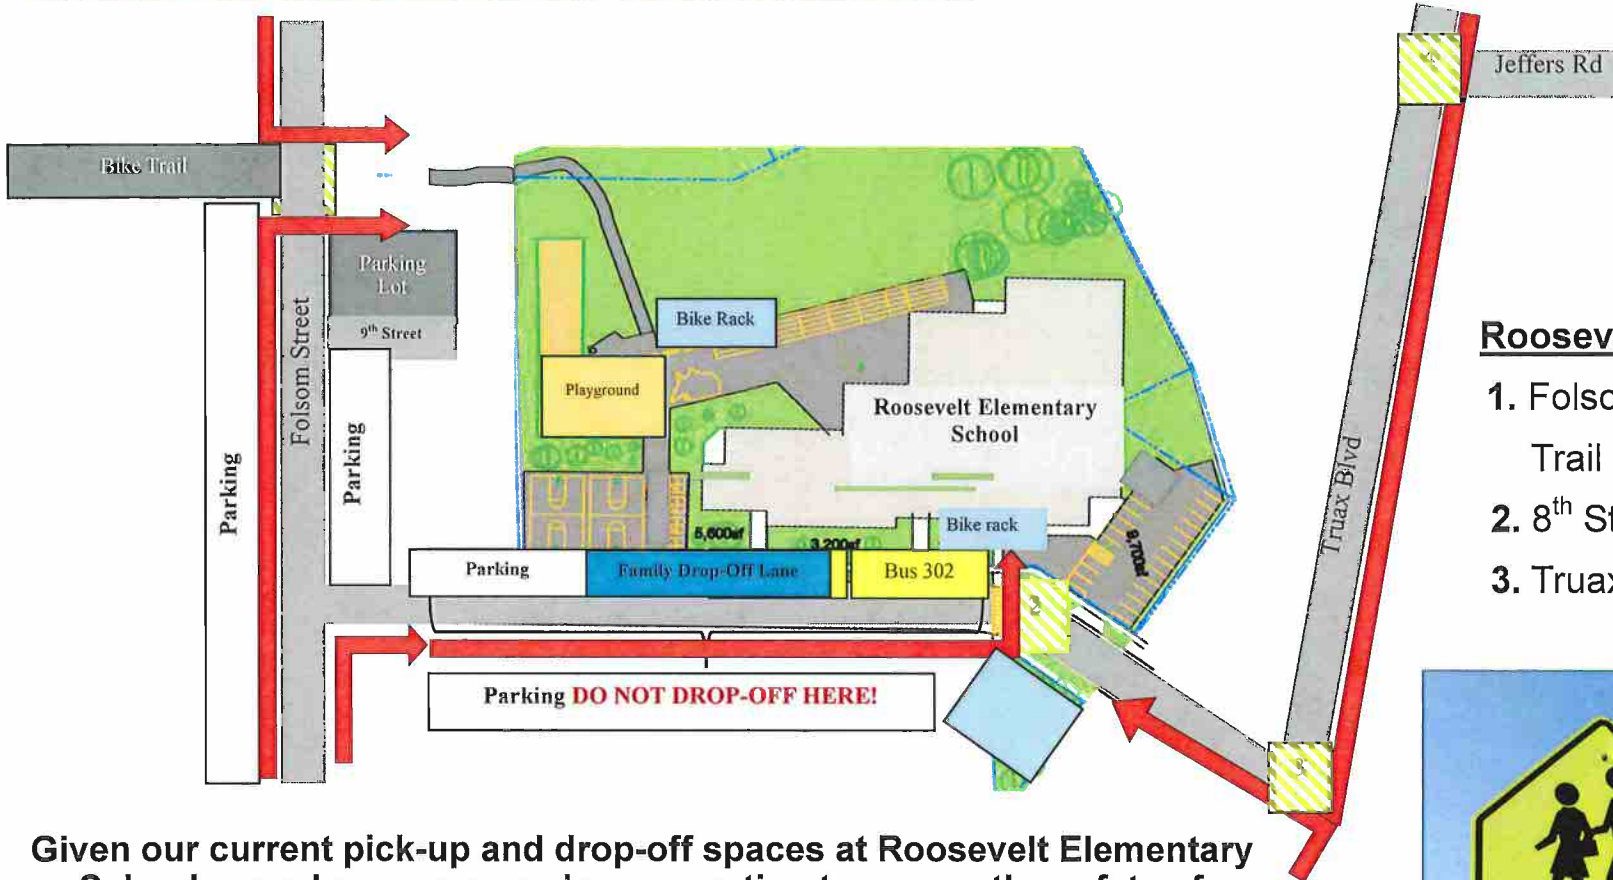 Jeffers Rd
Bike Trail
Parking
Lot
9th Street
Folsom Street
Parking
Parking
Bike Rack
Playground
Roosevelt Elementary
School
Bike rack
5,600sf
3,200sf
9,700sf
Parking
Family Drop-Off Lane
Bus 302
2
Truax Blvd
3
Parking DO NOT DROP-OFF HERE!
Roosev
1. Folsc
Trail
2. 8th St
3. Truax
Given our current pick-up and drop-off spaces at Roosevelt Elementary